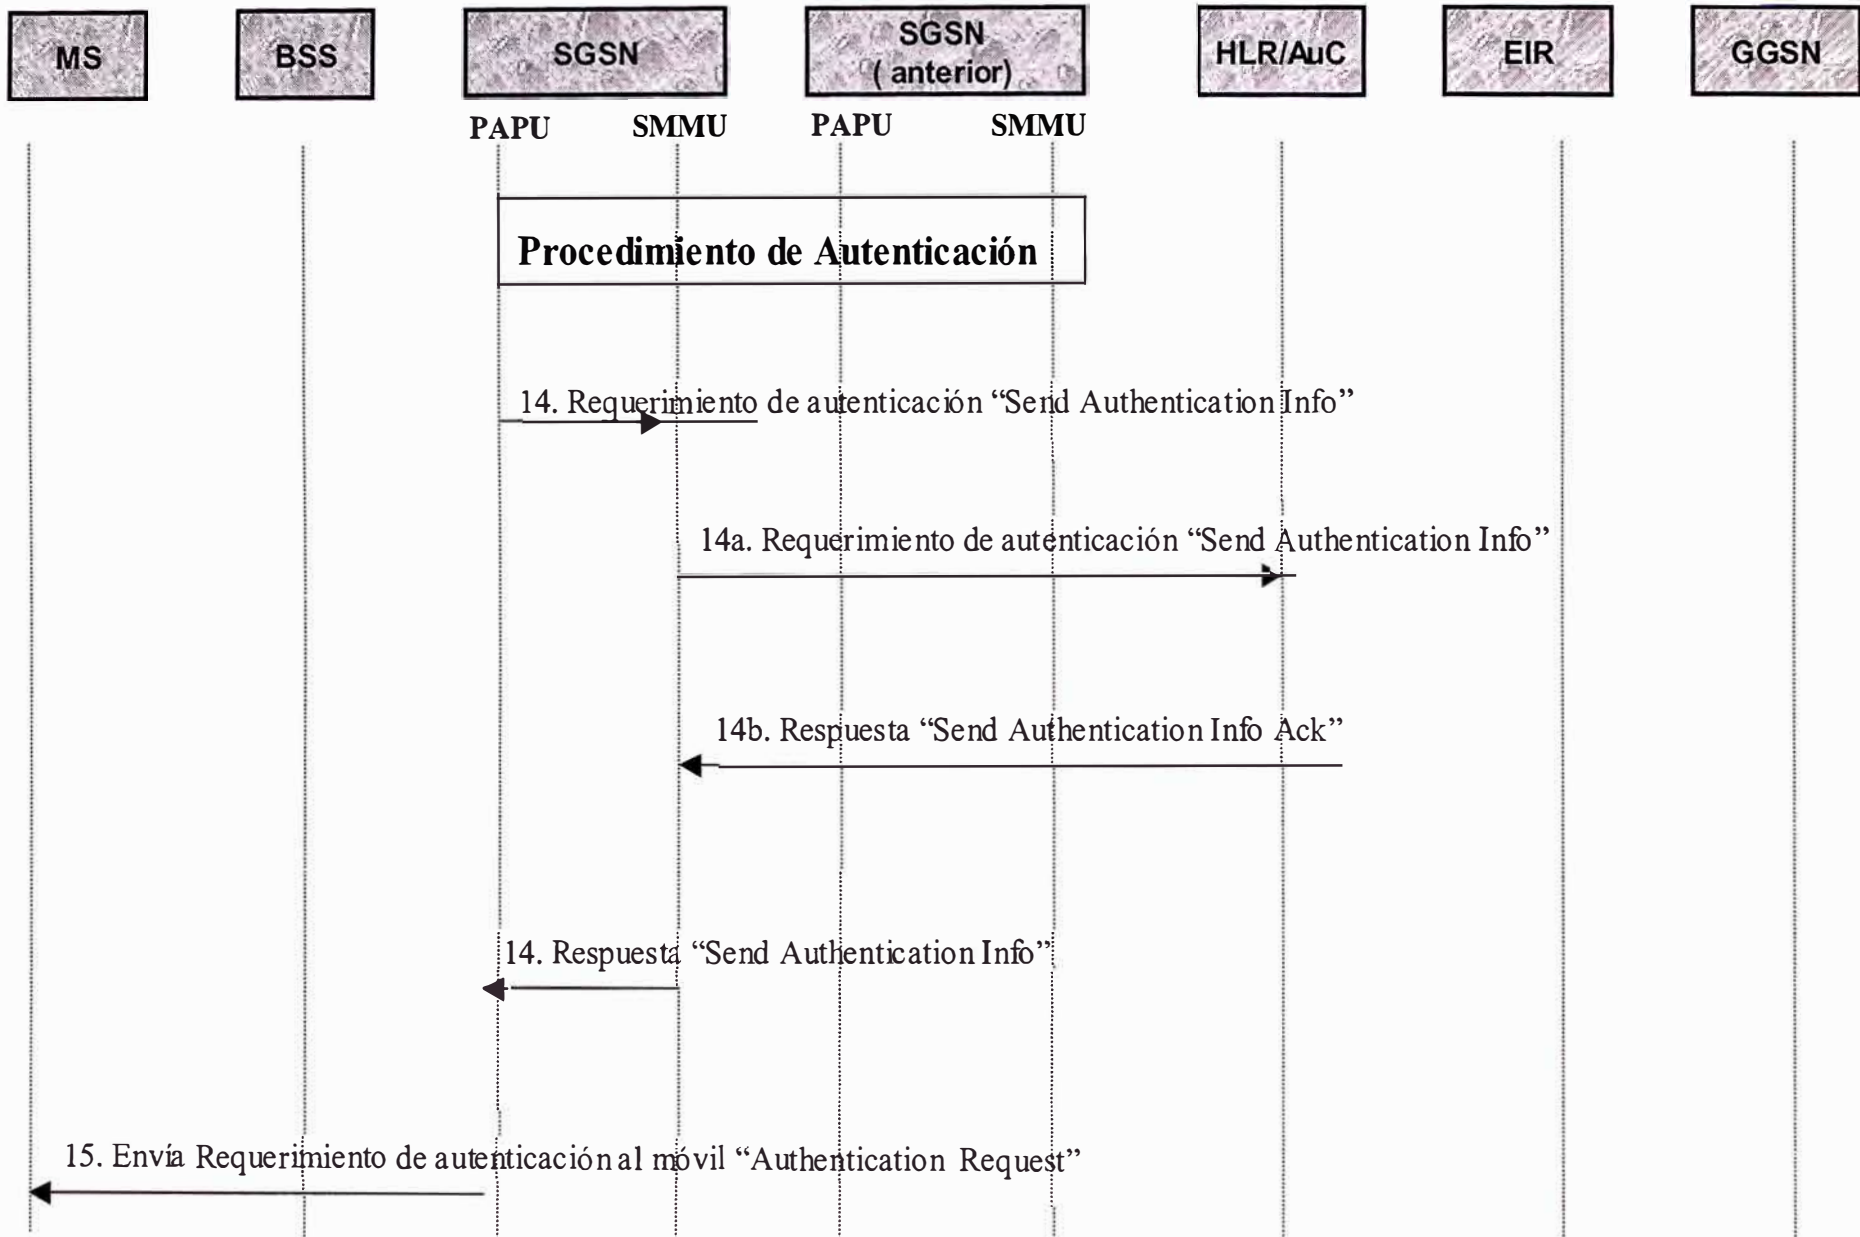 MS
BSS
SGSN
SGSN
( anterior)
HLR/AuC
EIR
GGSN
PAPU
SMMU
PAPU
SMMU
Procedimiento de Autenticación
14. Requerimiento de autenticación “Send Authentication Info”
14a. Requerimiento de autenticación “Send Authentication Info”
14b. Respuesta “Send Authentication Info Ack”
14. Respuesta “Send Authentication Info”
15. Envía Requerimiento de autenticación al móvil “Authentication Request”